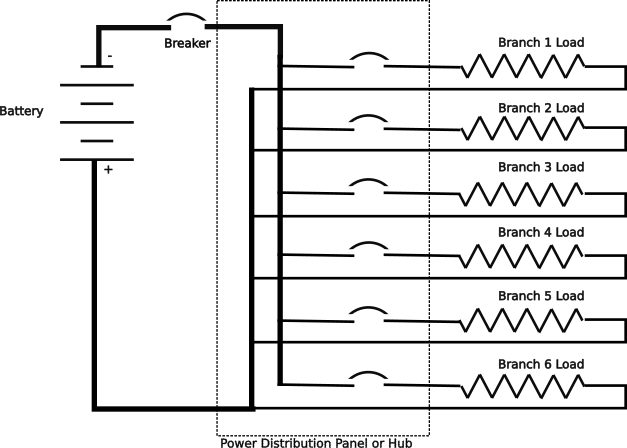 Branch 1 Load
-
Breaker
Battery
Branch 2 Load
+
Branch 3 Load
Branch 4 Load
Branch 5 Load
Branch 6 Load
Power Distribution Panel or Hub